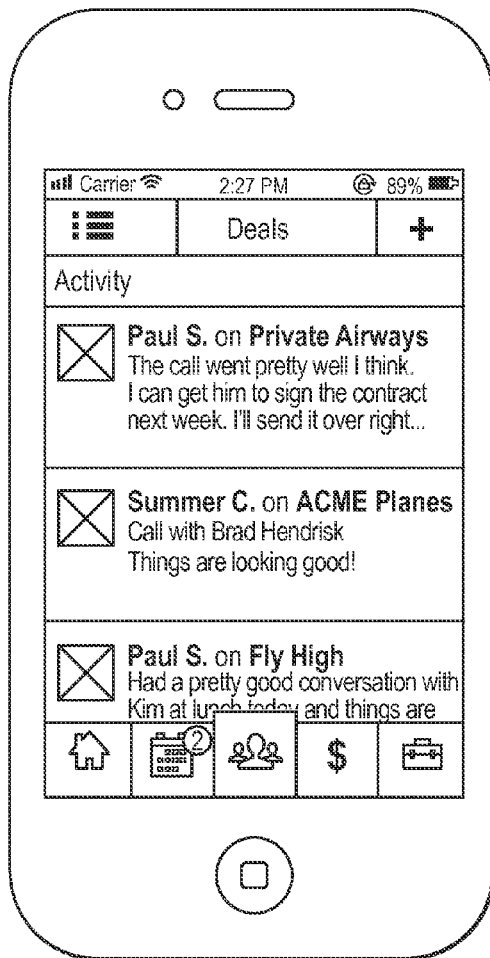 Carrier 2:27 PM 89%
Deals +
Activity
Paul S. on Private Airways
The call went pretty well I think.
I can get him to sign the contract
next week. I'll send it over right...
Summer C. on ACME Planes
Call with Brad Hendrisk
Things are looking good!
Paul S. on Fly High
Had a pretty good conversation with
Kim at lunch today and things are
2
$